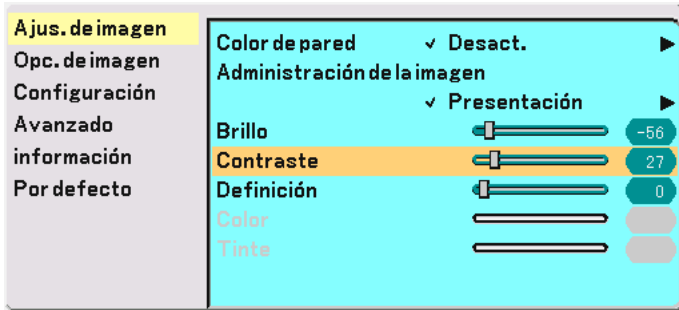 Ajus. de imagen
Opc. de imagen
Configuración
Avanzado
información
Por defecto
Color de pared ✓ Desact.
Administración de la imagen
✓ Presentación
Brillo -56
Contraste 27
Definición 0
Color
Tinte